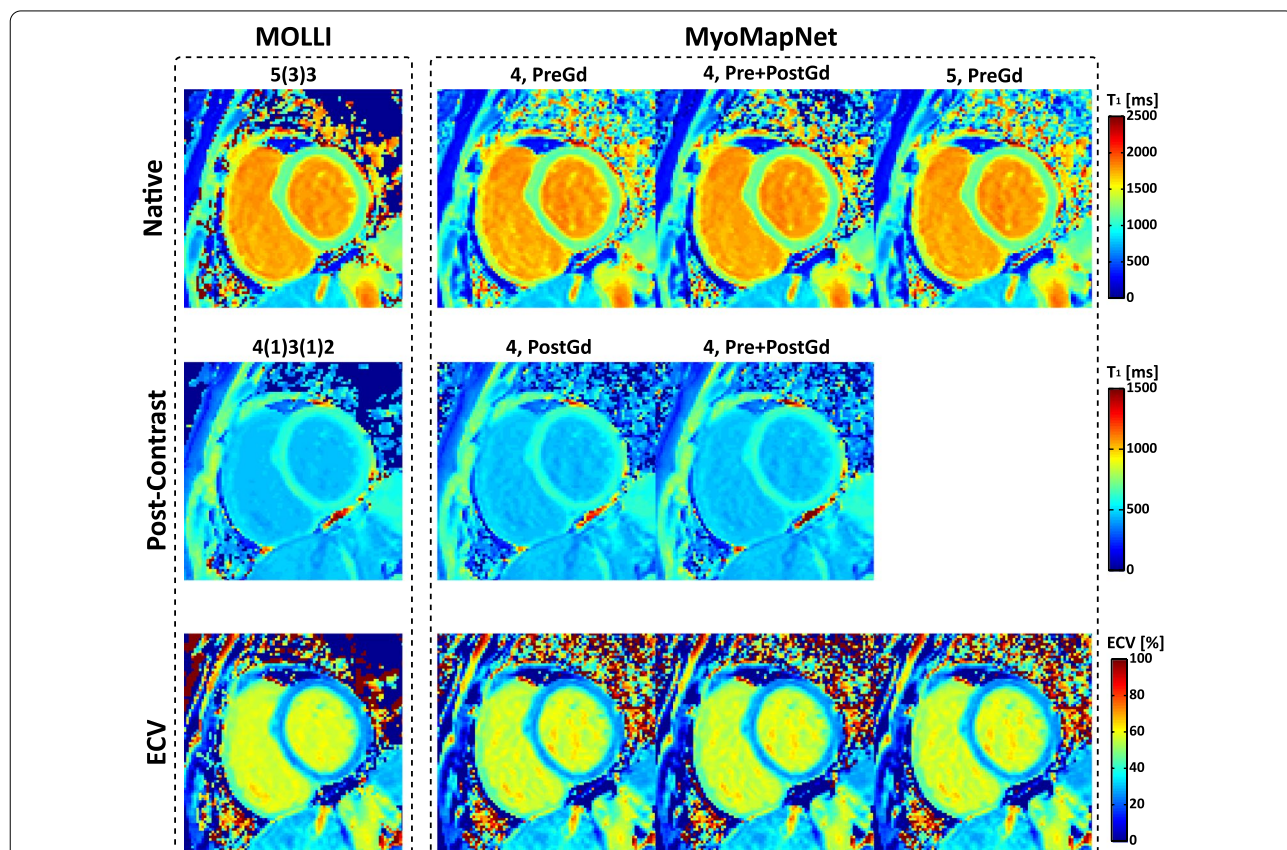 MOLLI
MyoMapNet
5(3)3
4, PreGd
4, Pre+PostGd
5, PreGd
Native
T1 [ms]
2500
2000
1500
1000
500
0
4(1)3(1)2
4, PostGd
4, Pre+PostGd
Post-Contrast
T1 [ms]
1500
1000
500
0
ECV
ECV [%]
100
80
60
40
20
0